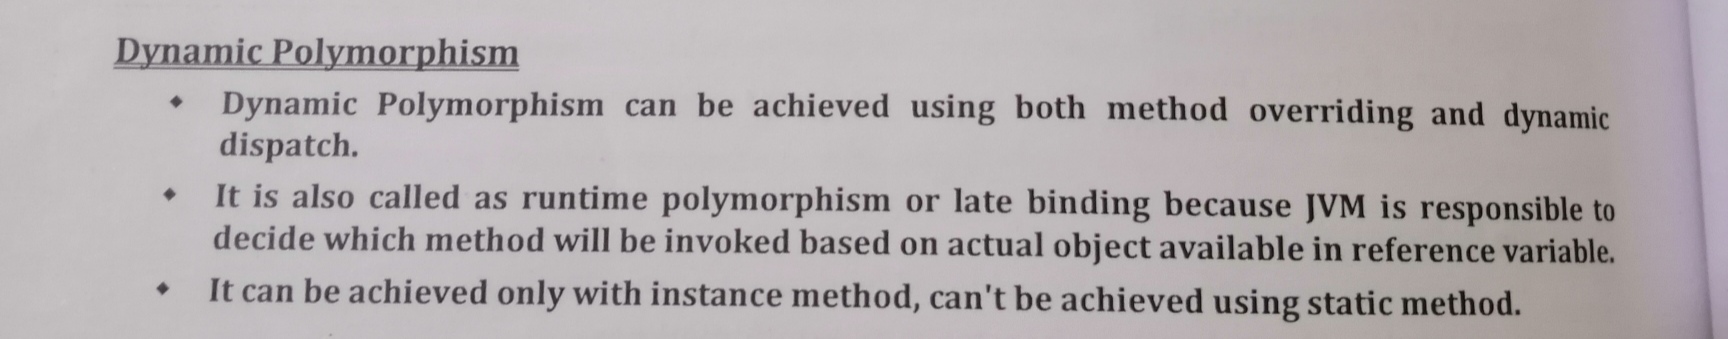 Dynamic Polymorphism
◆ Dynamic Polymorphism can be achieved using both method overriding and dynamic
dispatch.
◆ It is also called as runtime polymorphism or late binding because JVM is responsible to
decide which method will be invoked based on actual object available in reference variable.
◆ It can be achieved only with instance method, can't be achieved using static method.